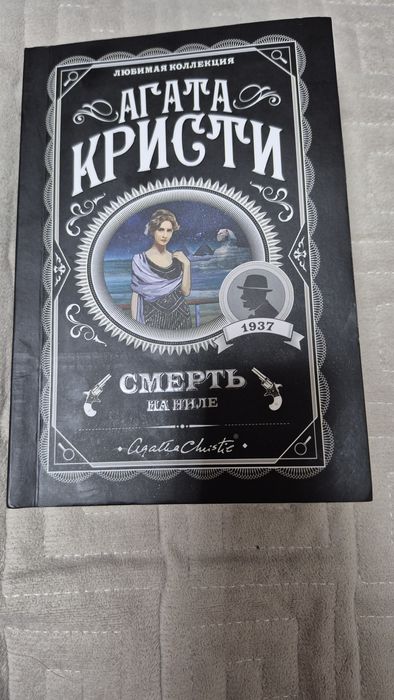 ЛЮБИМАЯ КОЛЛЕКЦИЯ
АГАТА
КРИСТИ
1937
СМЕРТЬ
НА НИЛЕ
Agatha Christie®